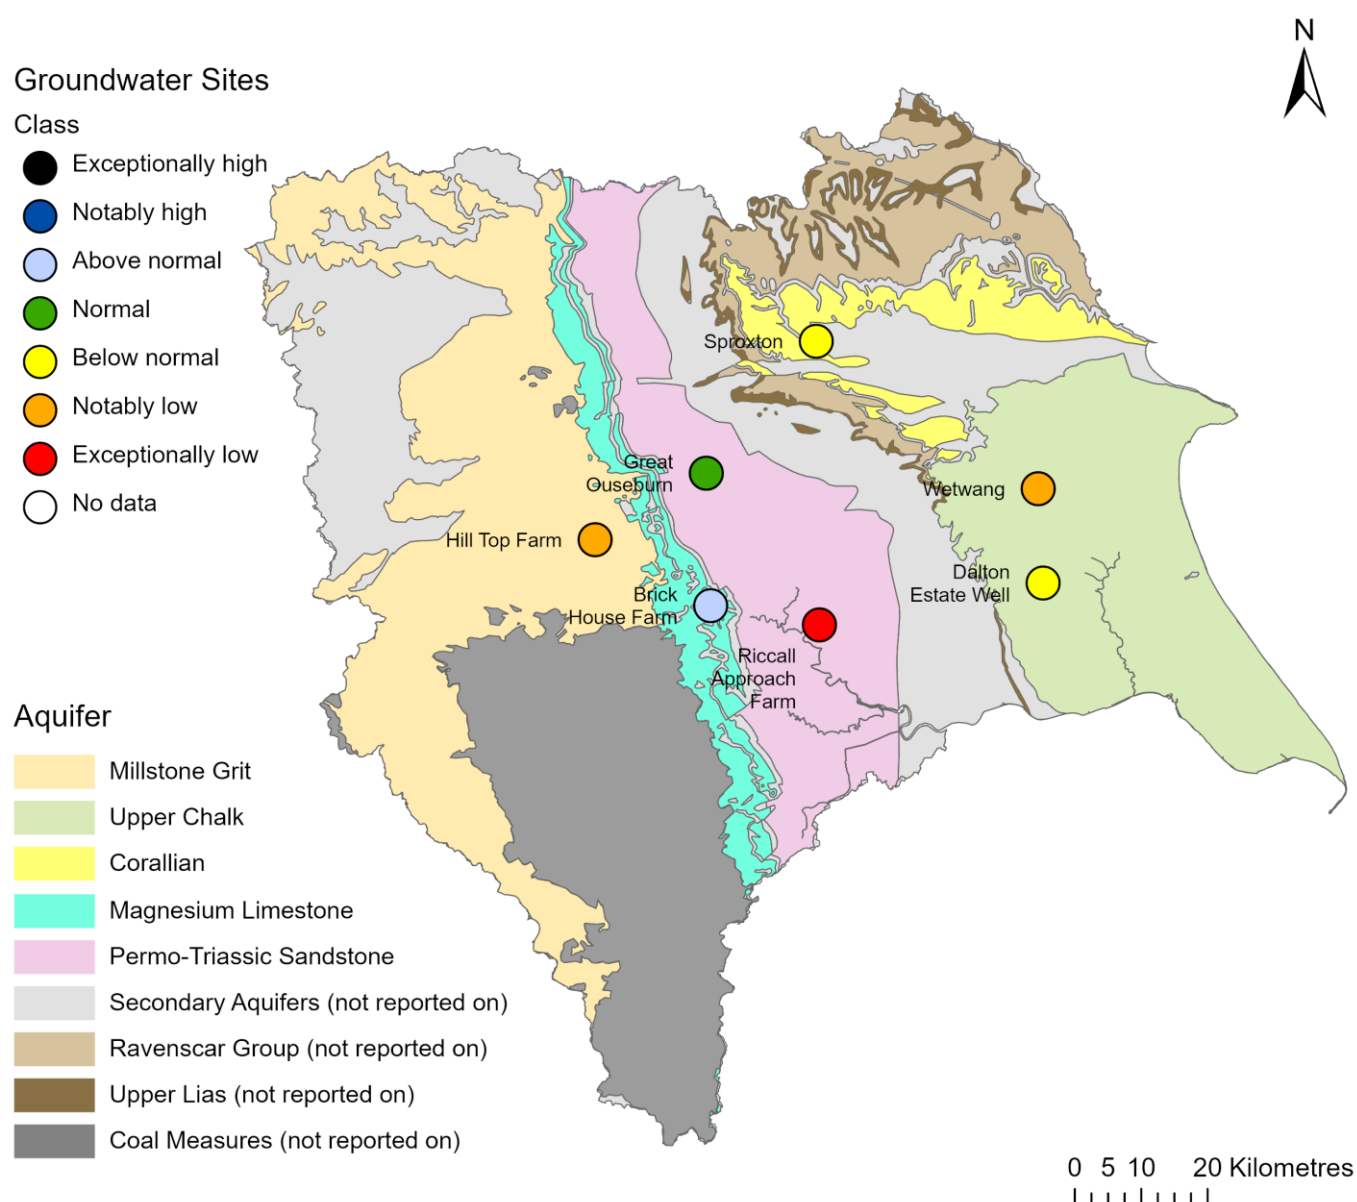 N
Groundwater Sites
Class
Exceptionally high
Notably high
Above normal
Normal
Below normal
Notably low
Exceptionally low
No data
Sproxton
Great
Ouseburn
Wetwang
Hill Top Farm
Dalton
Estate Well
Brick
House Farm
Riccall
Approach
Farm
Aquifer
Millstone Grit
Upper Chalk
Corallian
Magnesium Limestone
Permo-Triassic Sandstone
Secondary Aquifers (not reported on)
Ravenscar Group (not reported on)
Upper Lias (not reported on)
Coal Measures (not reported on)
0 5 10 20 Kilometres